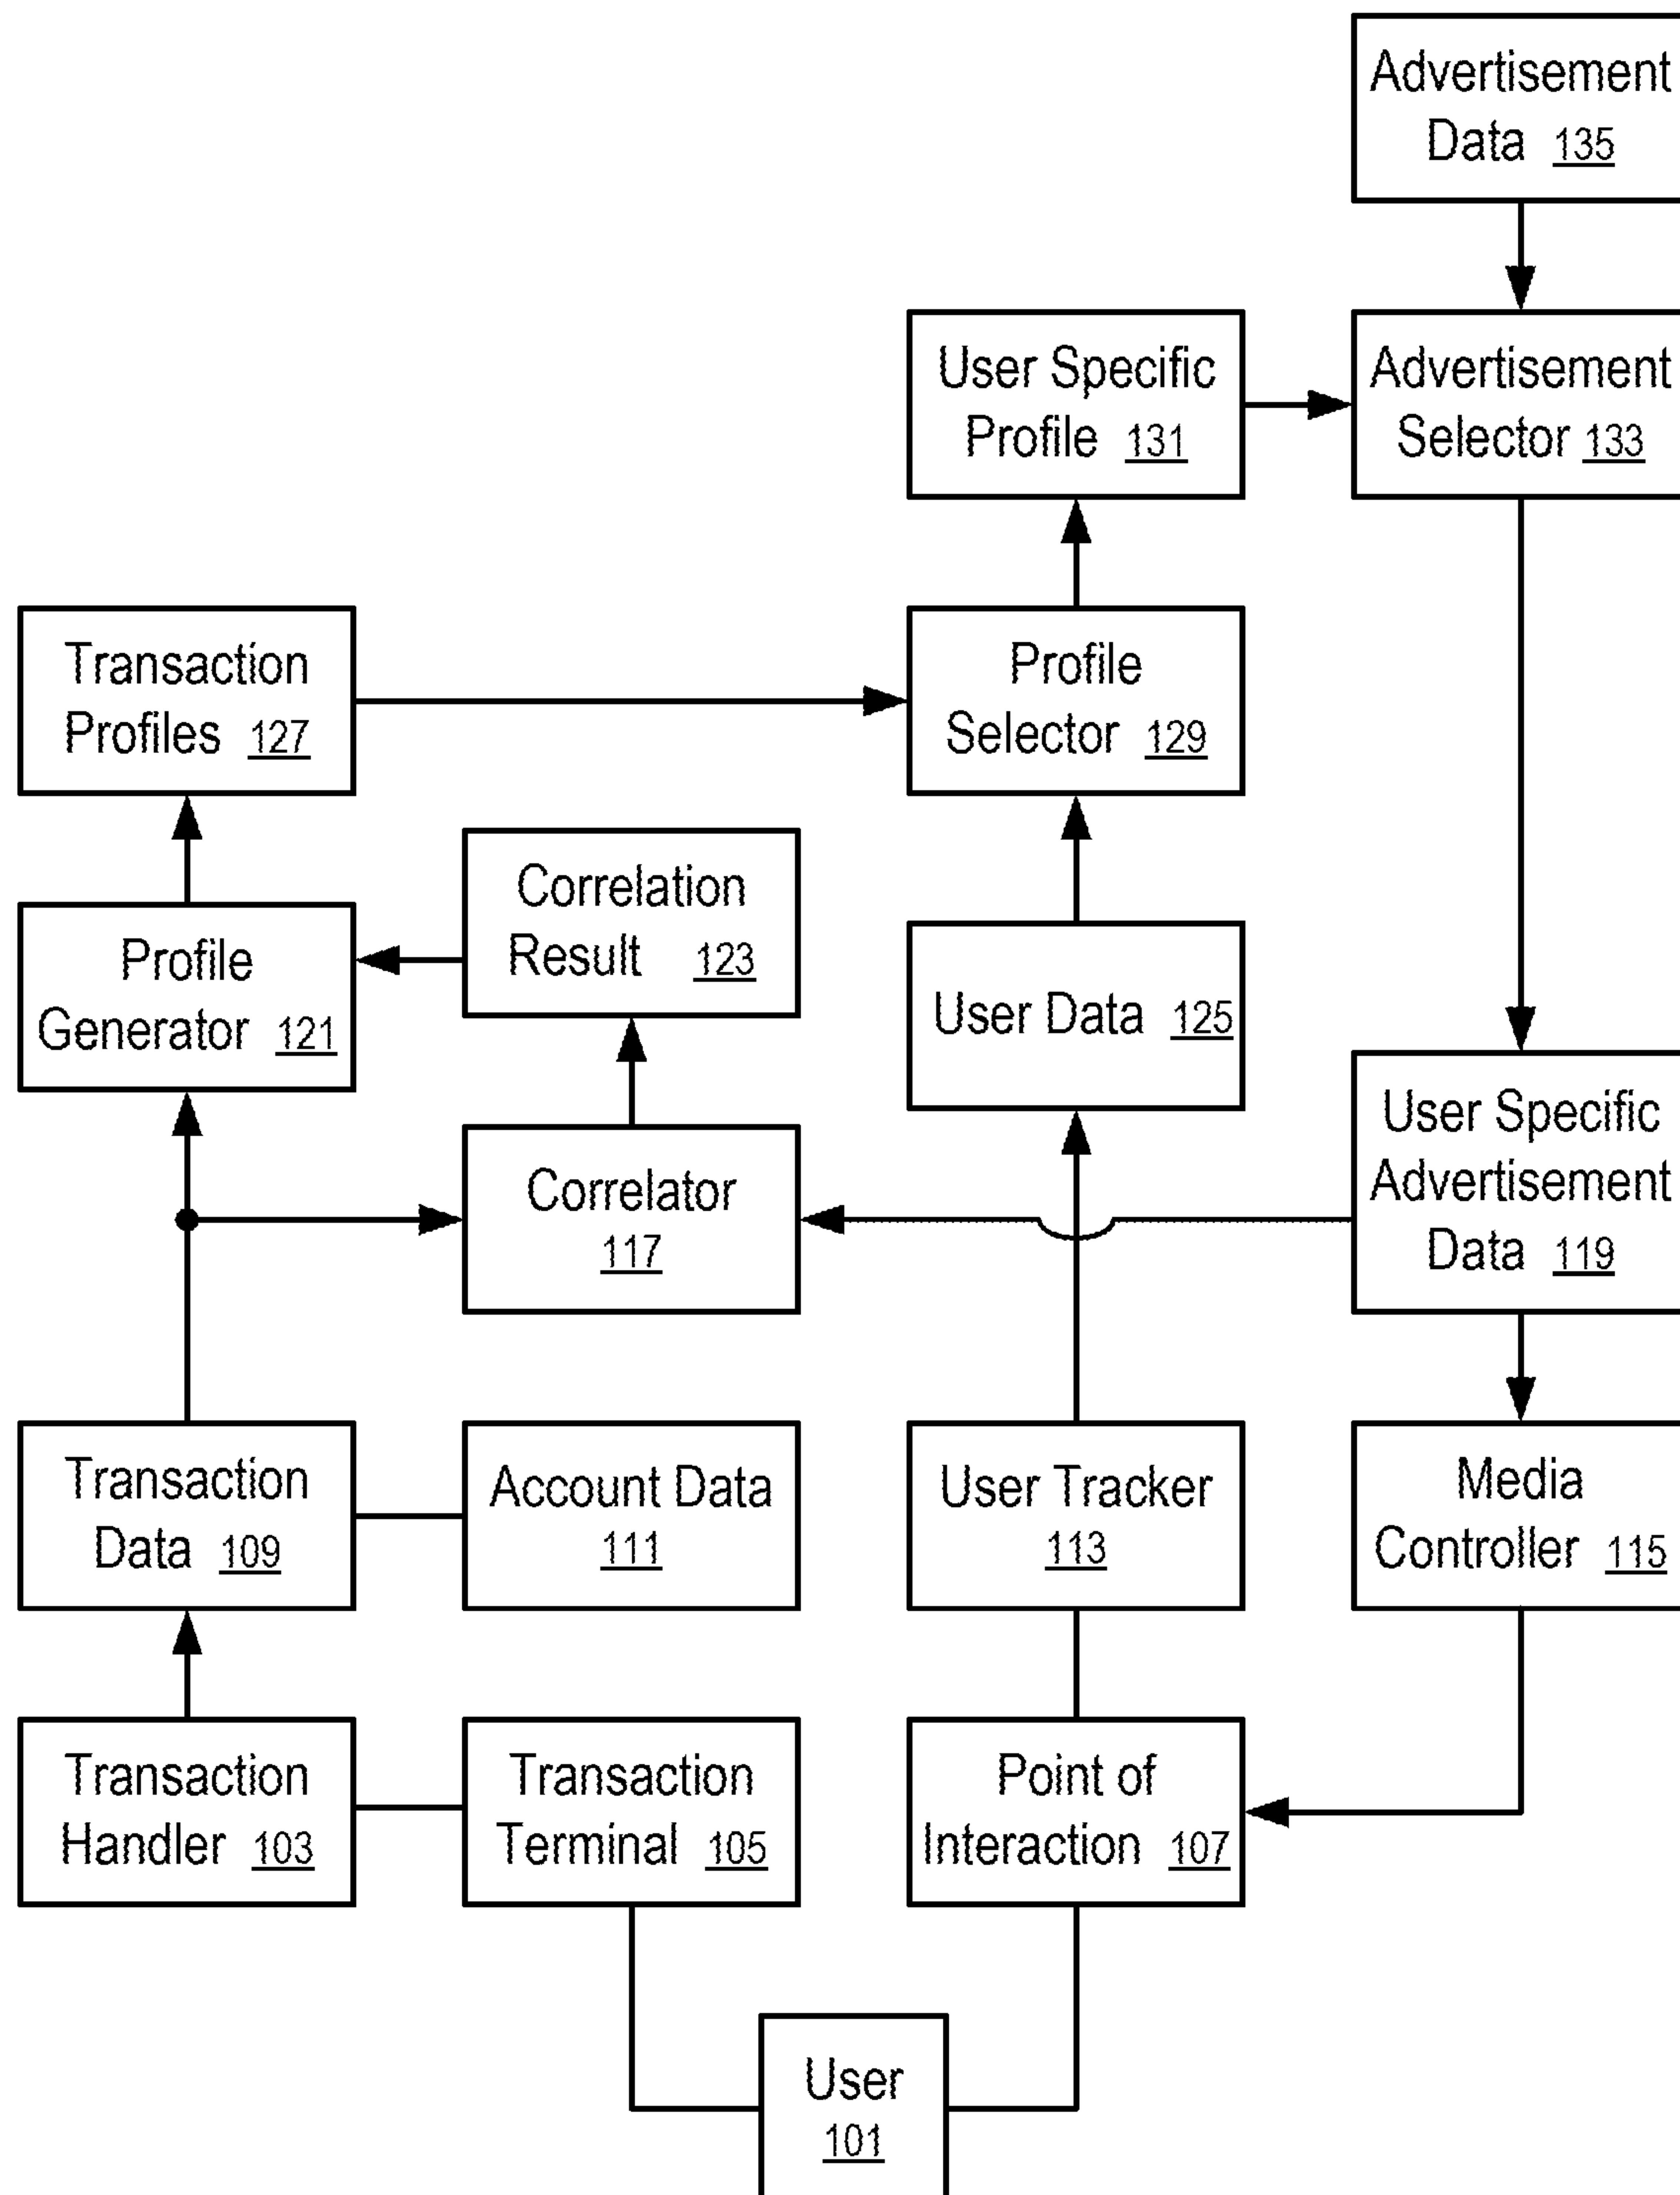 Advertisement
Data 135
User Specific
Profile 131
Advertisement
Selector 133
Transaction
Profiles 127
Profile
Selector 129
Correlation
Result 123
Profile
Generator 121
User Data 125
User Specific
Advertisement
Data 119
Correlator
117
Transaction
Data 109
Account Data
111
User Tracker
113
Media
Controller 115
Transaction
Handler 103
Transaction
Terminal 105
Point of
Interaction 107
User
101